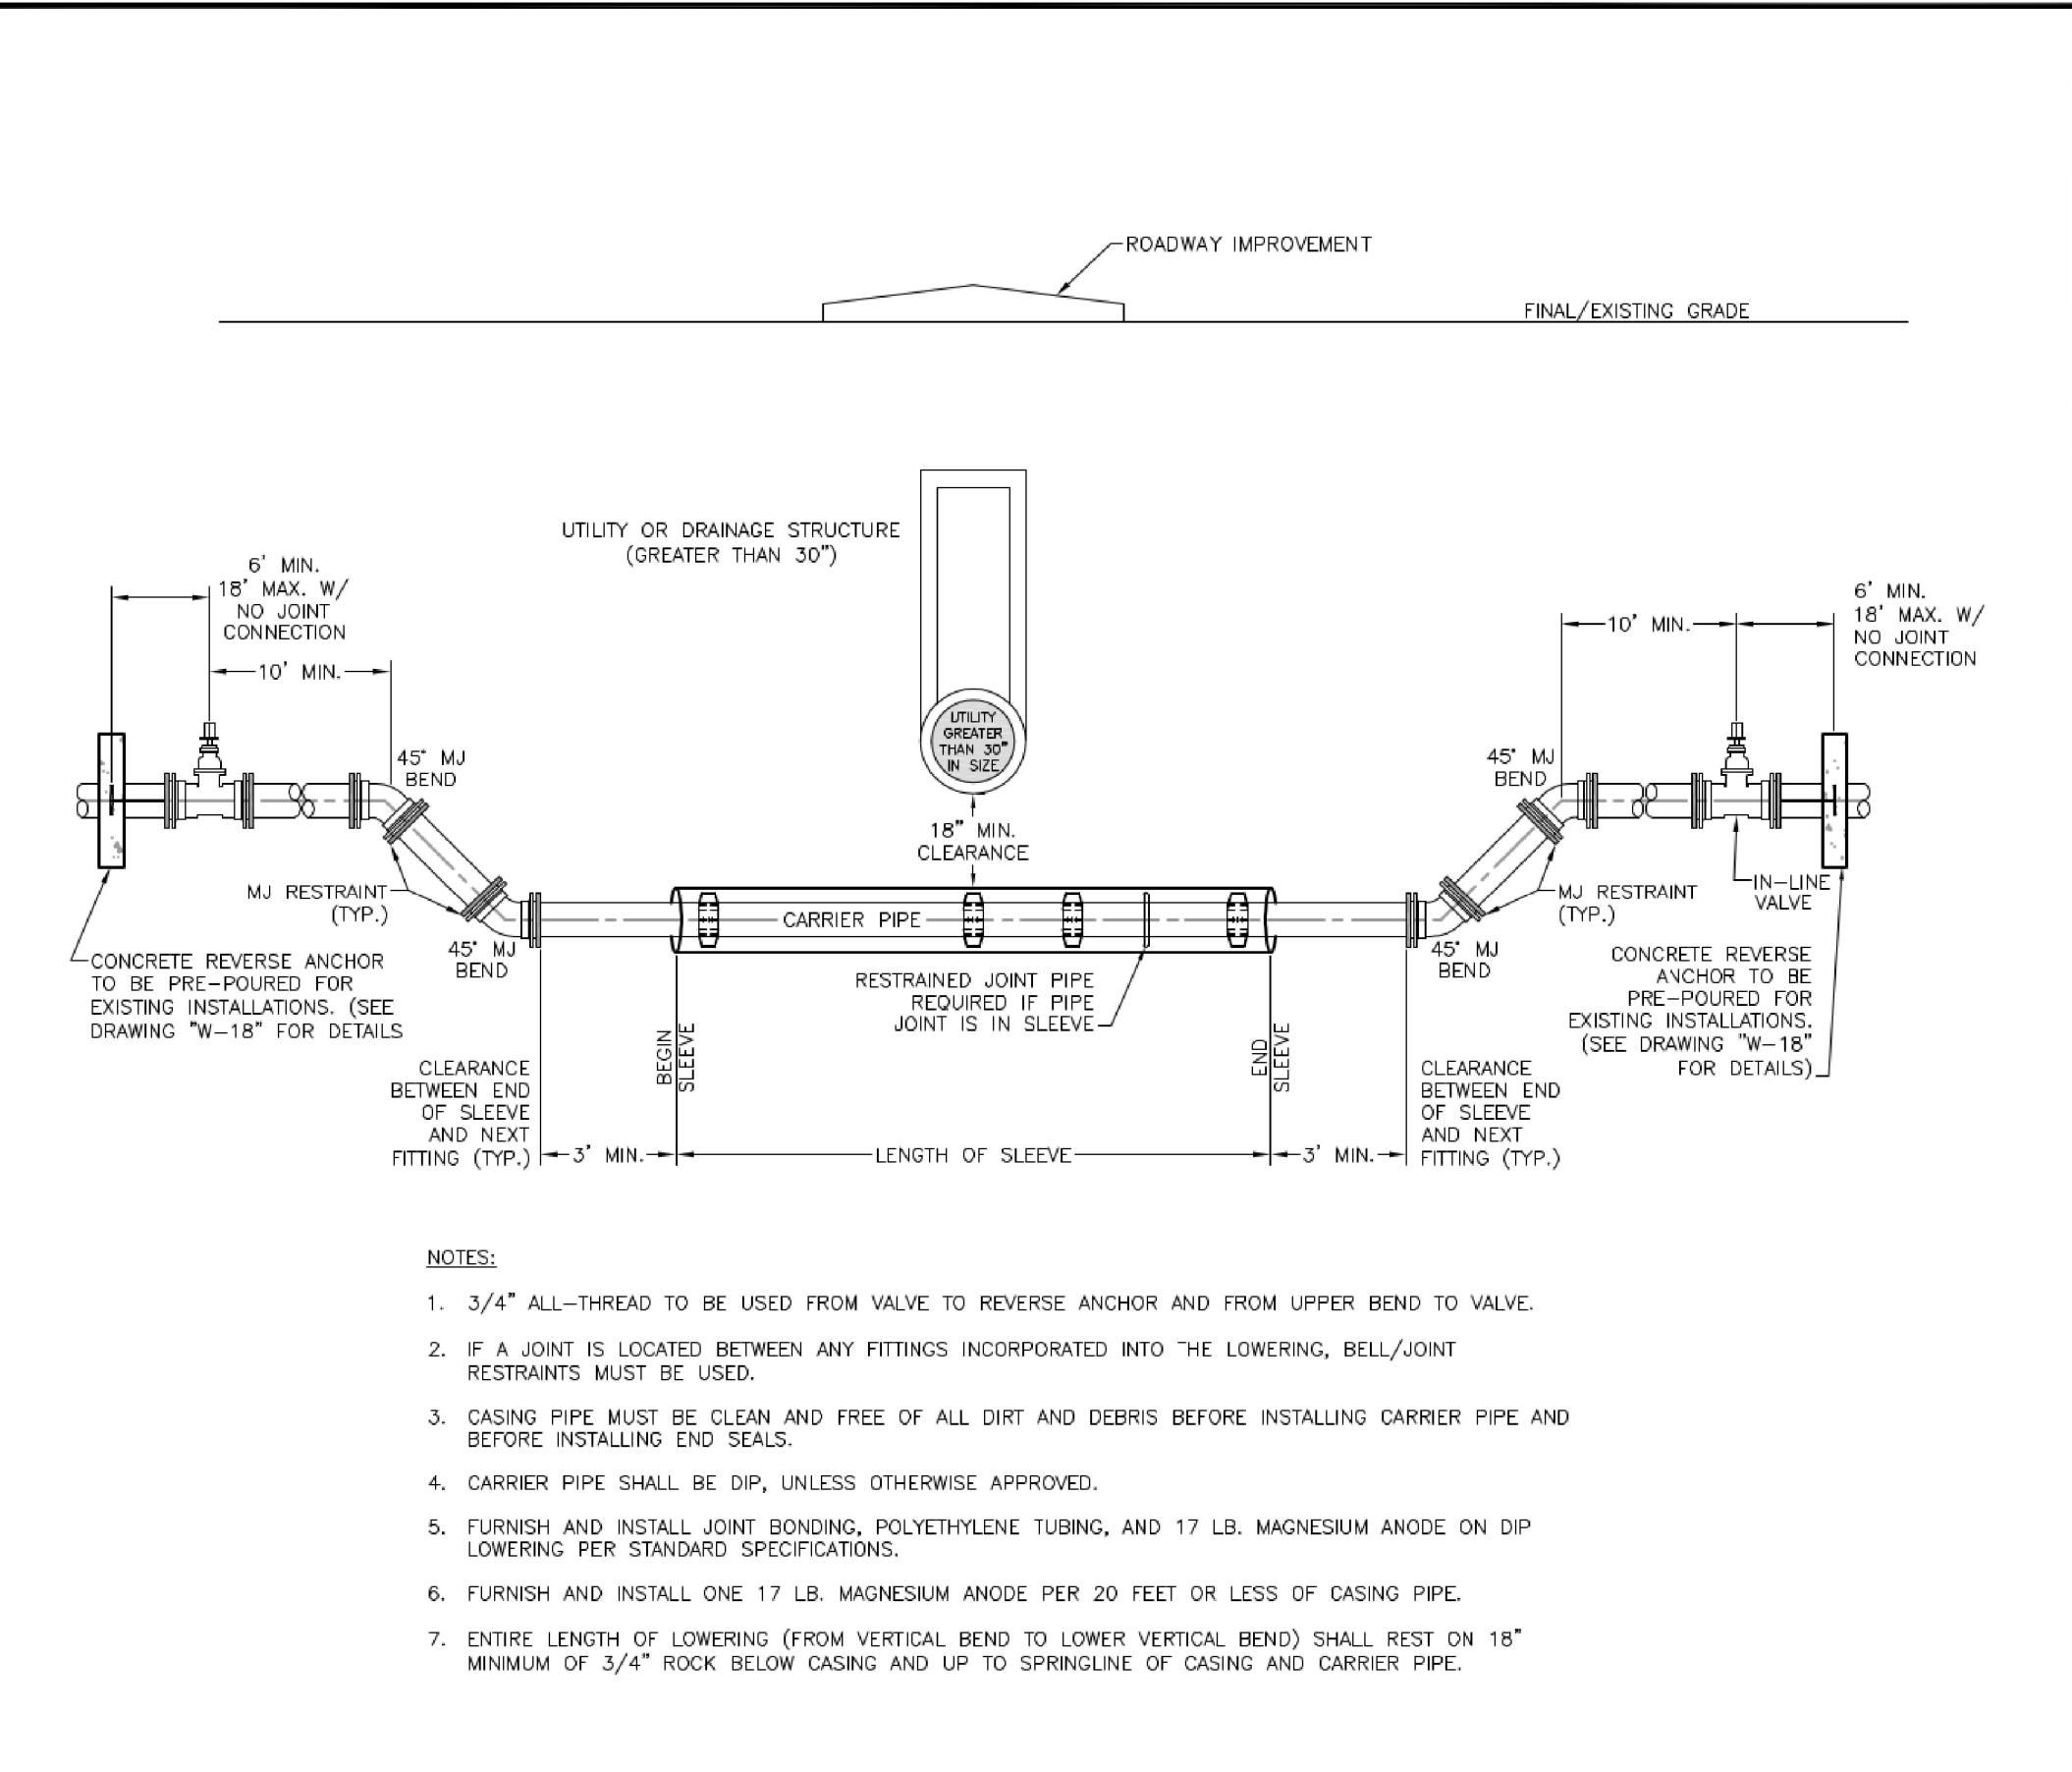 ROADWAY IMPROVEMENT
FINAL/EXISTING GRADE
UTILITY OR DRAINAGE STRUCTURE
(GREATER THAN 30")
6' MIN.
18' MAX. W/
NO JOINT
CONNECTION
10' MIN.
10' MIN.
6' MIN.
18' MAX. W/
NO JOINT
CONNECTION
UTILITY
GREATER
THAN 30"
IN SIZE
45° MJ
BEND
45° MJ
BEND
18" MIN.
CLEARANCE
MJ RESTRAINT
(TYP.)
CARRIER PIPE
MJ RESTRAINT
(TYP.)
IN-LINE
VALVE
45° MJ
BEND
45° MJ
BEND
CONCRETE REVERSE ANCHOR
TO BE PRE-POURED FOR
EXISTING INSTALLATIONS. (SEE
DRAWING "W-18" FOR DETAILS
RESTRAINED JOINT PIPE
REQUIRED IF PIPE
JOINT IS IN SLEEVE
CONCRETE REVERSE
ANCHOR TO BE
PRE-POURED FOR
EXISTING INSTALLATIONS.
(SEE DRAWING "W-18"
FOR DETAILS)
BEGIN
SLEEVE
END
SLEEVE
CLEARANCE
BETWEEN END
OF SLEEVE
AND NEXT
FITTING (TYP.)
3' MIN.
LENGTH OF SLEEVE
3' MIN.
CLEARANCE
BETWEEN END
OF SLEEVE
AND NEXT
FITTING (TYP.)
NOTES:
1. 3/4" ALL-THREAD TO BE USED FROM VALVE TO REVERSE ANCHOR AND FROM UPPER BEND TO VALVE.
2. IF A JOINT IS LOCATED BETWEEN ANY FITTINGS INCORPORATED INTO THE LOWERING, BELL/JOINT
RESTRAINTS MUST BE USED.
3. CASING PIPE MUST BE CLEAN AND FREE OF ALL DIRT AND DEBRIS BEFORE INSTALLING CARRIER PIPE AND
BEFORE INSTALLING END SEALS.
4. CARRIER PIPE SHALL BE DIP, UNLESS OTHERWISE APPROVED.
5. FURNISH AND INSTALL JOINT BONDING, POLYETHYLENE TUBING, AND 17 LB. MAGNESIUM ANODE ON DIP
LOWERING PER STANDARD SPECIFICATIONS.
6. FURNISH AND INSTALL ONE 17 LB. MAGNESIUM ANODE PER 20 FEET OR LESS OF CASING PIPE.
7. ENTIRE LENGTH OF LOWERING (FROM VERTICAL BEND TO LOWER VERTICAL BEND) SHALL REST ON 18"
MINIMUM OF 3/4" ROCK BELOW CASING AND UP TO SPRINGLINE OF CASING AND CARRIER PIPE.